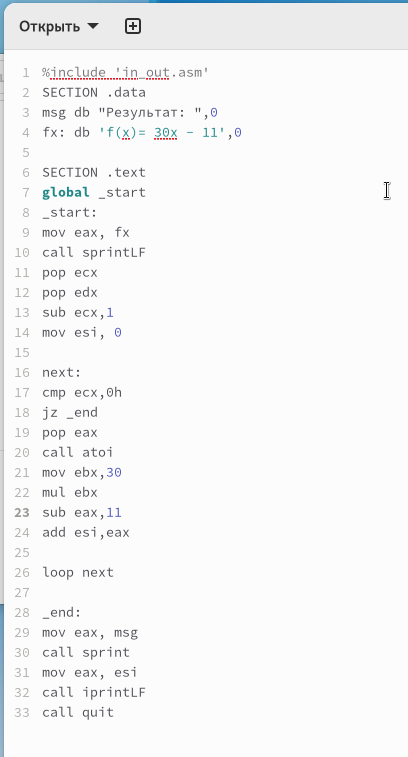 Открыть
1 %include 'in_out.asm'
2 SECTION .data
3 msg db "Результат: ",0
4 fx: db 'f(x)= 30x - 11',0
5
6 SECTION .text
7 global _start
8 _start:
9 mov eax, fx
10 call sprintLF
11 pop ecx
12 pop edx
13 sub ecx,1
14 mov esi, 0
15
16 next:
17 cmp ecx,0h
18 jz _end
19 pop eax
20 call atoi
21 mov ebx,30
22 mul ebx
23 sub eax,11
24 add esi,eax
25
26 loop next
27
28 _end:
29 mov eax, msg
30 call sprint
31 mov eax, esi
32 call iprintLF
33 call quit